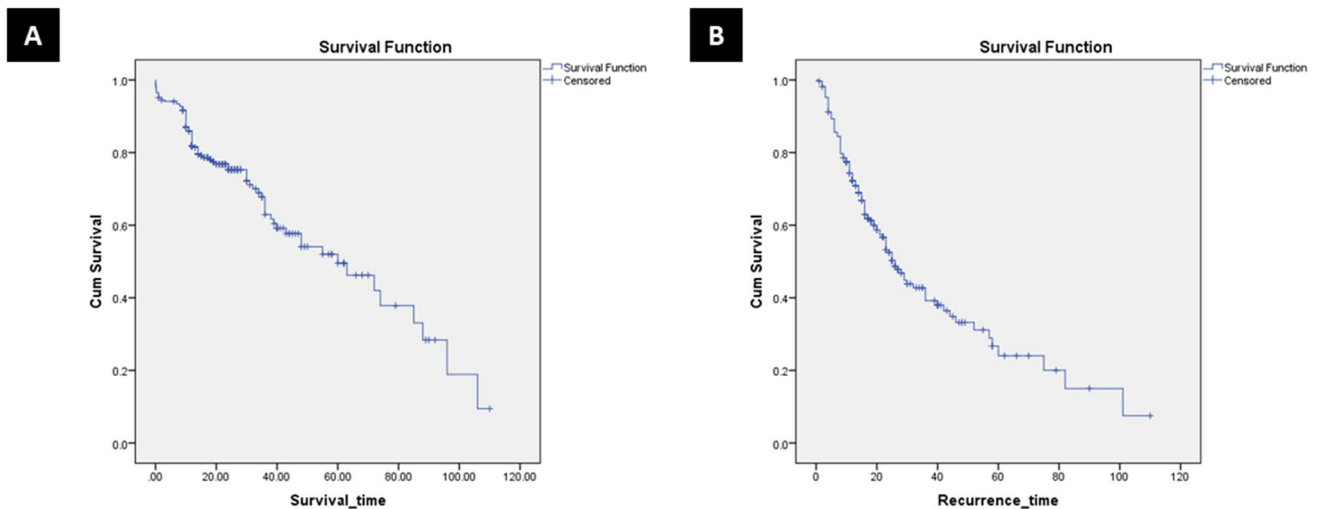 A
Survival Function
Survival Function
Censored
1.0
0.8
0.6
0.4
0.2
0.0
Cum Survival
.00 20.00 40.00 60.00 80.00 100.00 120.00
Survival_time
B
Survival Function
Survival Function
Censored
1.0
0.8
0.6
0.4
0.2
0.0
Cum Survival
0 20 40 60 80 100 120
Recurrence_time